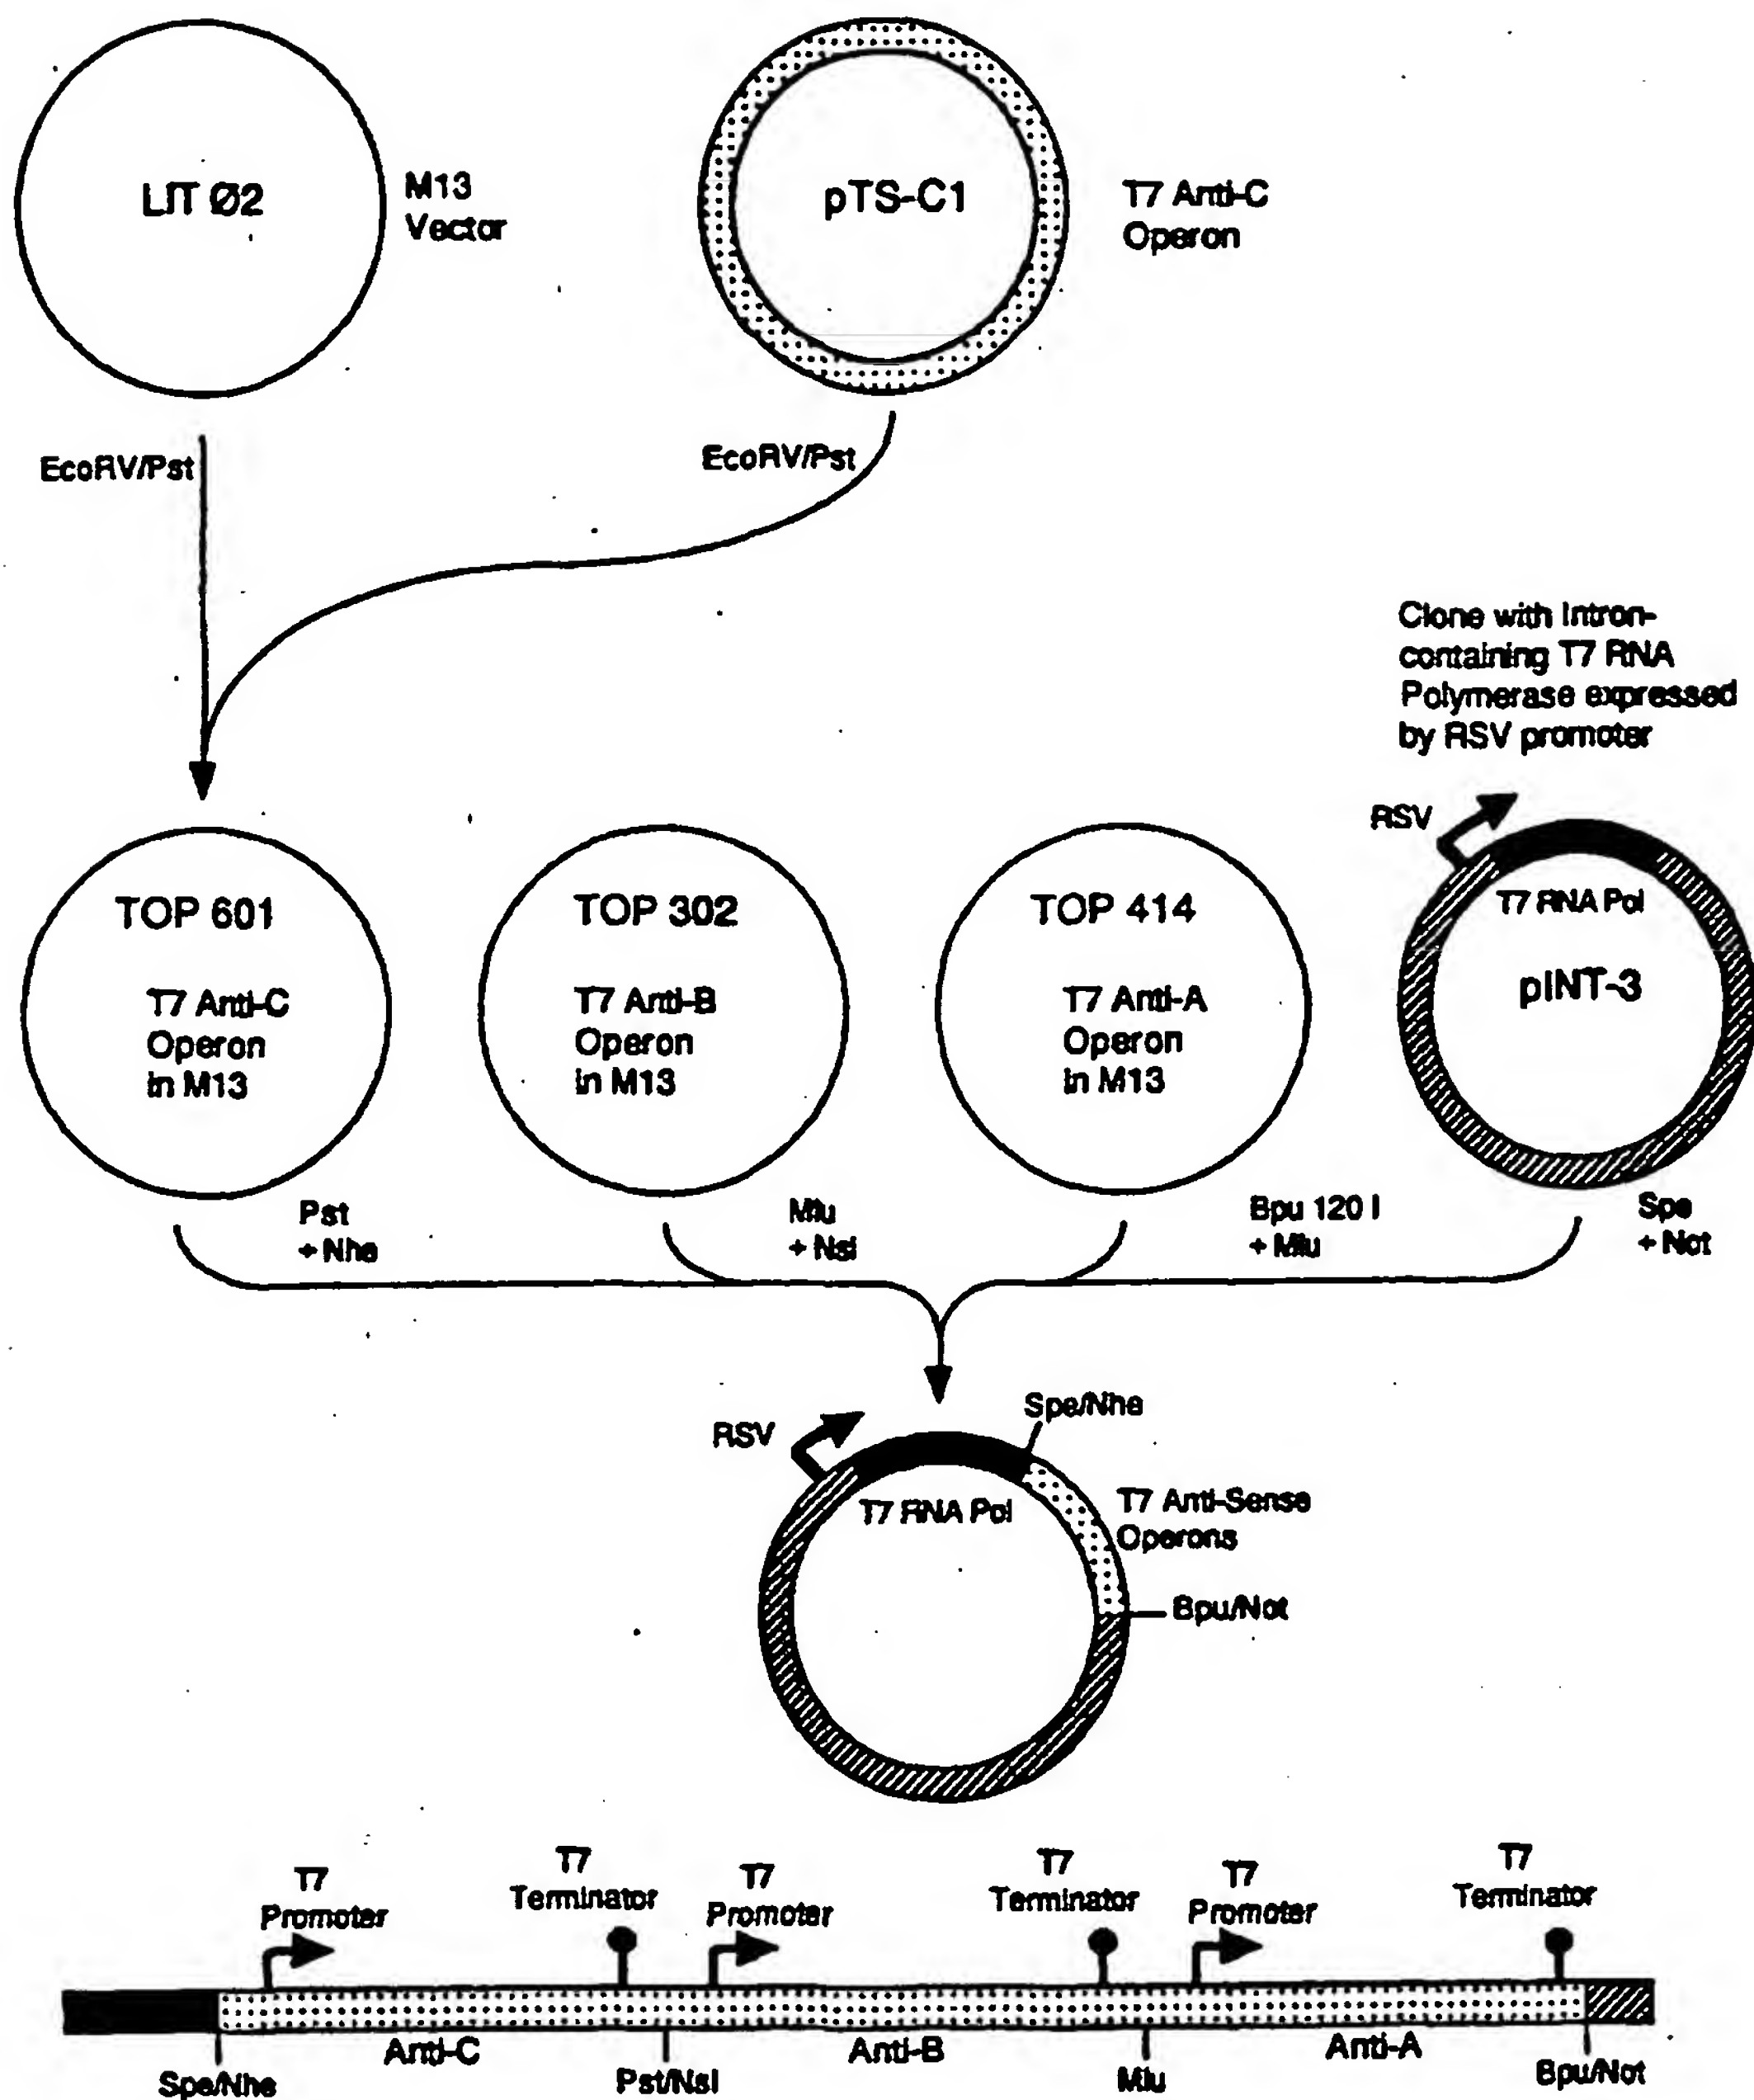 LIT Ø2
M13
Vector
pTS-C1
T7 Anti-C
Operon
EcoRV/Pst
EcoRV/Pst
Clone with Intron-
containing T7 RNA
Polymerase expressed
by RSV promoter
RSV
TOP 601
T7 Anti-C
Operon
in M13
TOP 302
T7 Anti-B
Operon
in M13
TOP 414
T7 Anti-A
Operon
in M13
T7 RNA Pol
pINT-3
Pst
+ Nhe
Mlu
+ Nsi
Bpu 120 I
+ Mlu
Spe
+ Not
RSV
Spe/Nhe
T7 RNA Pol
T7 Anti-Sense
Operons
Bpu/Not
T7
Promoter
T7
Terminator
T7
Promoter
T7
Terminator
T7
Promoter
T7
Terminator
Anti-C
Anti-B
Anti-A
Spe/Nhe
Pst/Nsi
Mlu
Bpu/Not